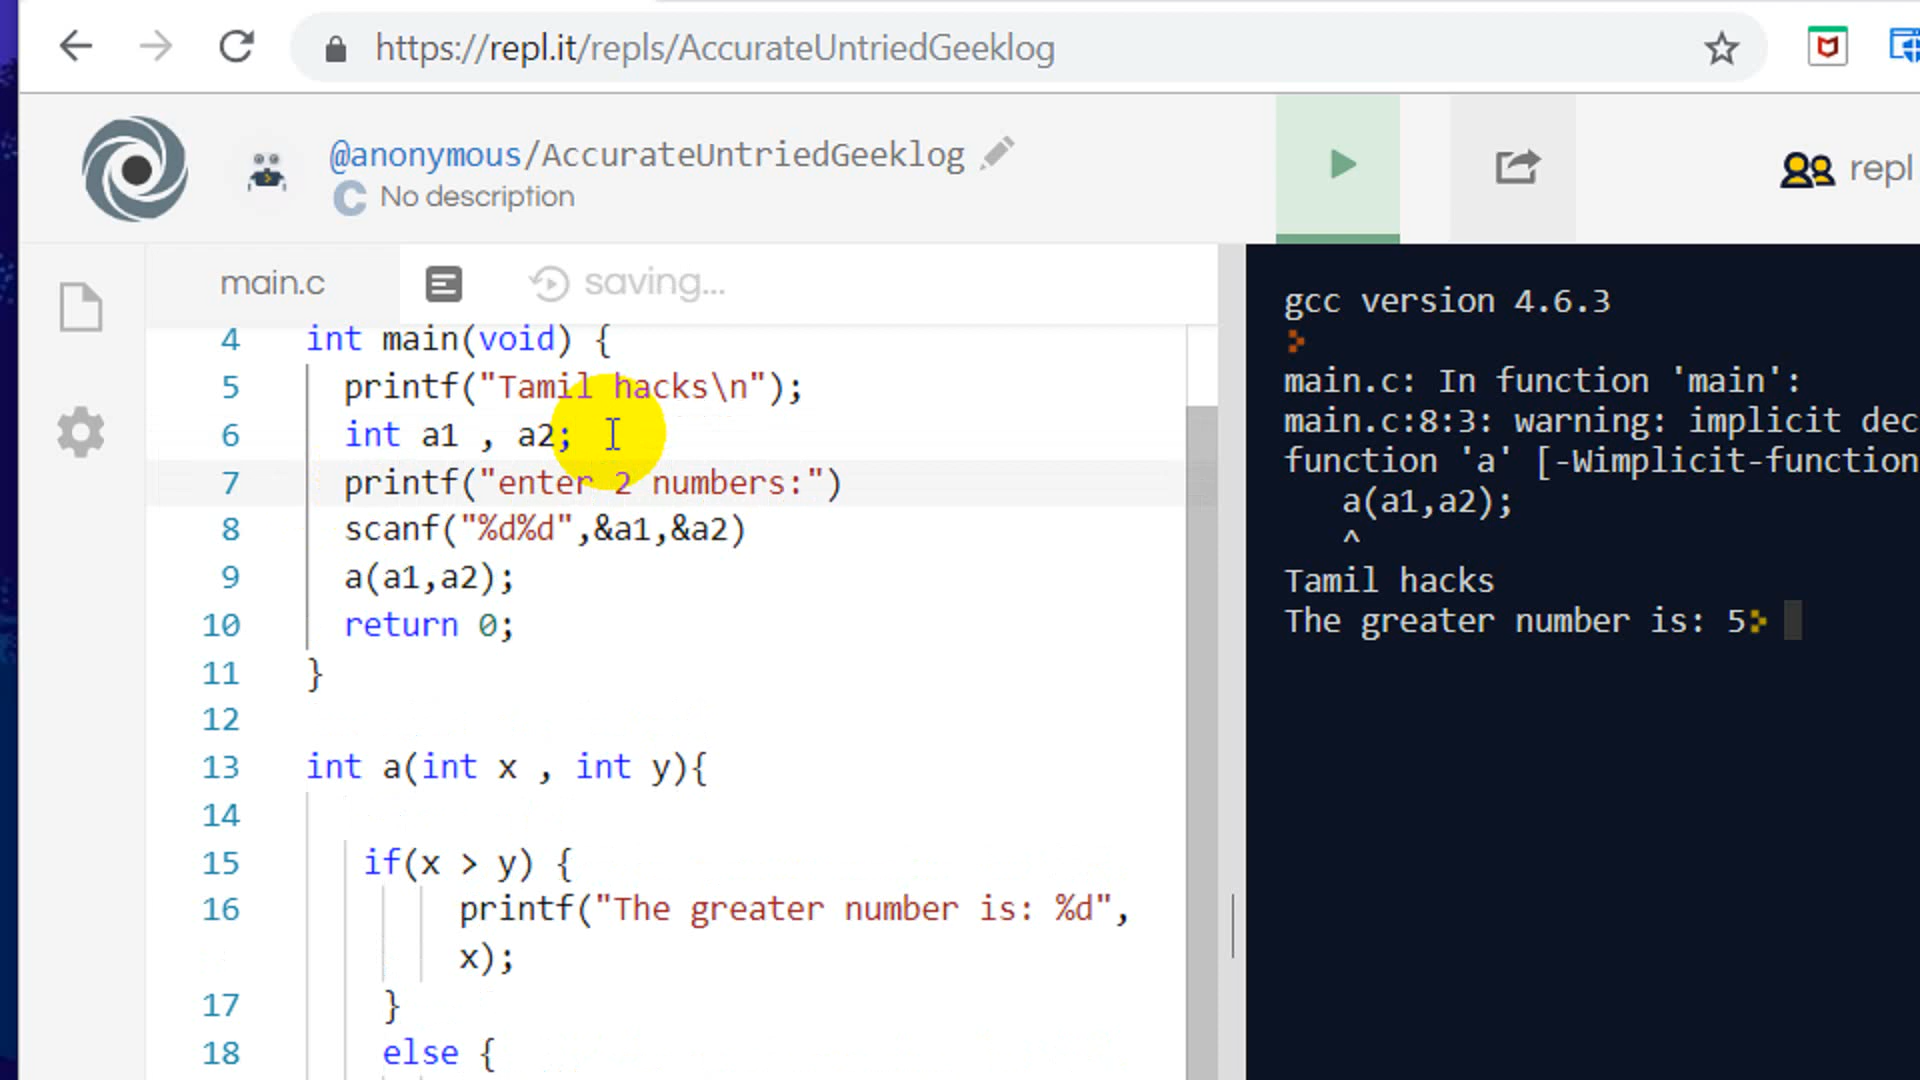 https://repl.it/repls/AccurateUntriedGeeklog
@anonymous/AccurateUntriedGeeklog
C No description
repl
main.c
saving...
4 int main(void) {
5 printf("Tamil hacks\n");
6 int a1 , a2;
7 printf("enter 2 numbers:")
8 scanf("%d%d",&a1,&a2)
9 a(a1,a2);
10 return 0;
11 }
12
13 int a(int x , int y){
14
15 if(x > y) {
16 printf("The greater number is: %d",
x);
17 }
18 else {
gcc version 4.6.3
main.c: In function 'main':
main.c:8:3: warning: implicit dec
function 'a' [-Wimplicit-function
a(a1,a2);
^
Tamil hacks
The greater number is: 5